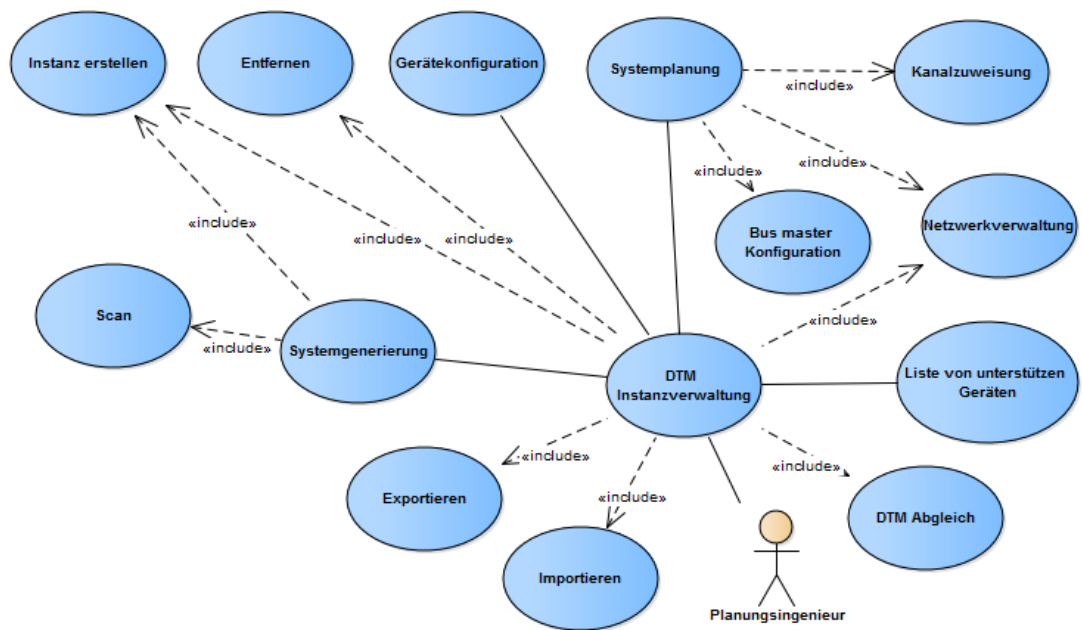 Instanz erstellen
Entfernen
Gerätekonfiguration
Systemplanung
Kanalzuweisung
«include»
«include»
«include»
Bus master
Konfiguration
Netzwerkverwaltung
«include»
«include»
«include»
«include»
Scan
«include»
Systemgenerierung
DTM
Instanzverwaltung
Liste von unterstützen
Geräten
«include»
«include»
«include»
Exportieren
Importieren
DTM Abgleich
Planungsingenieur